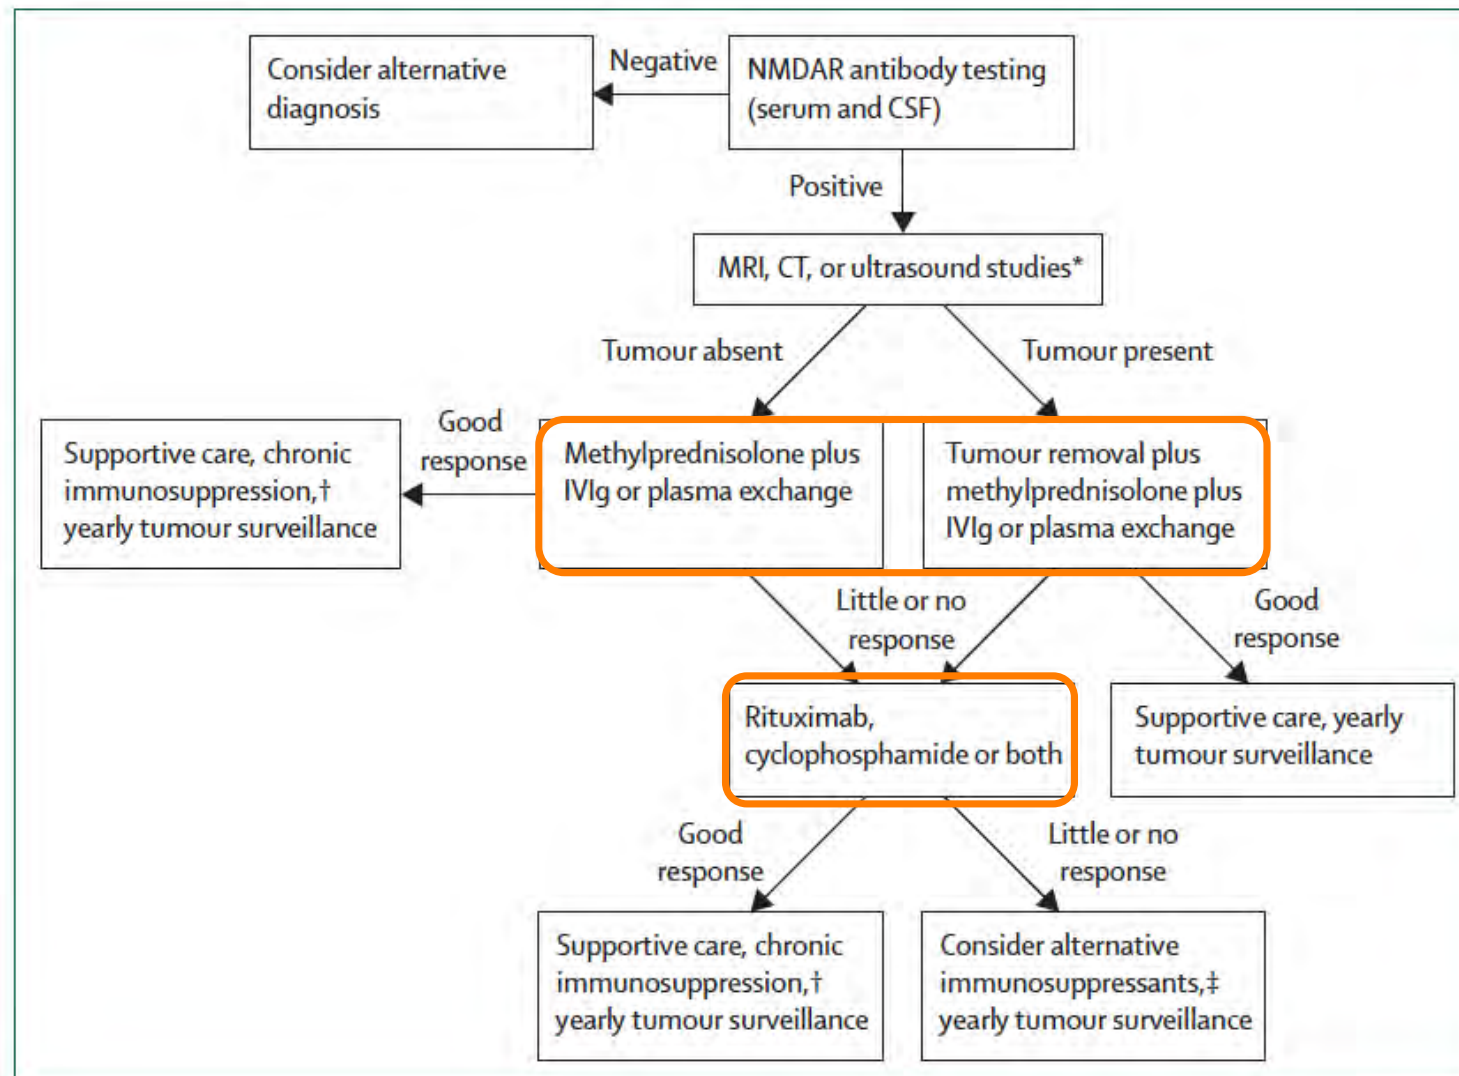 Consider alternative
diagnosis
Negative
NMDAR antibody testing
(serum and CSF)
Positive
MRI, CT, or ultrasound studies*
Tumour absent
Tumour present
Supportive care, chronic
immunosuppression,†
yearly tumour surveillance
Good
response
Methylprednisolone plus
IVIg or plasma exchange
Tumour removal plus
methylprednisolone plus
IVIg or plasma exchange
Little or no
response
Good
response
Rituximab,
cyclophosphamide or both
Supportive care, yearly
tumour surveillance
Good
response
Little or no
response
Supportive care, chronic
immunosuppression,†
yearly tumour surveillance
Consider alternative
immunosuppressants,‡
yearly tumour surveillance